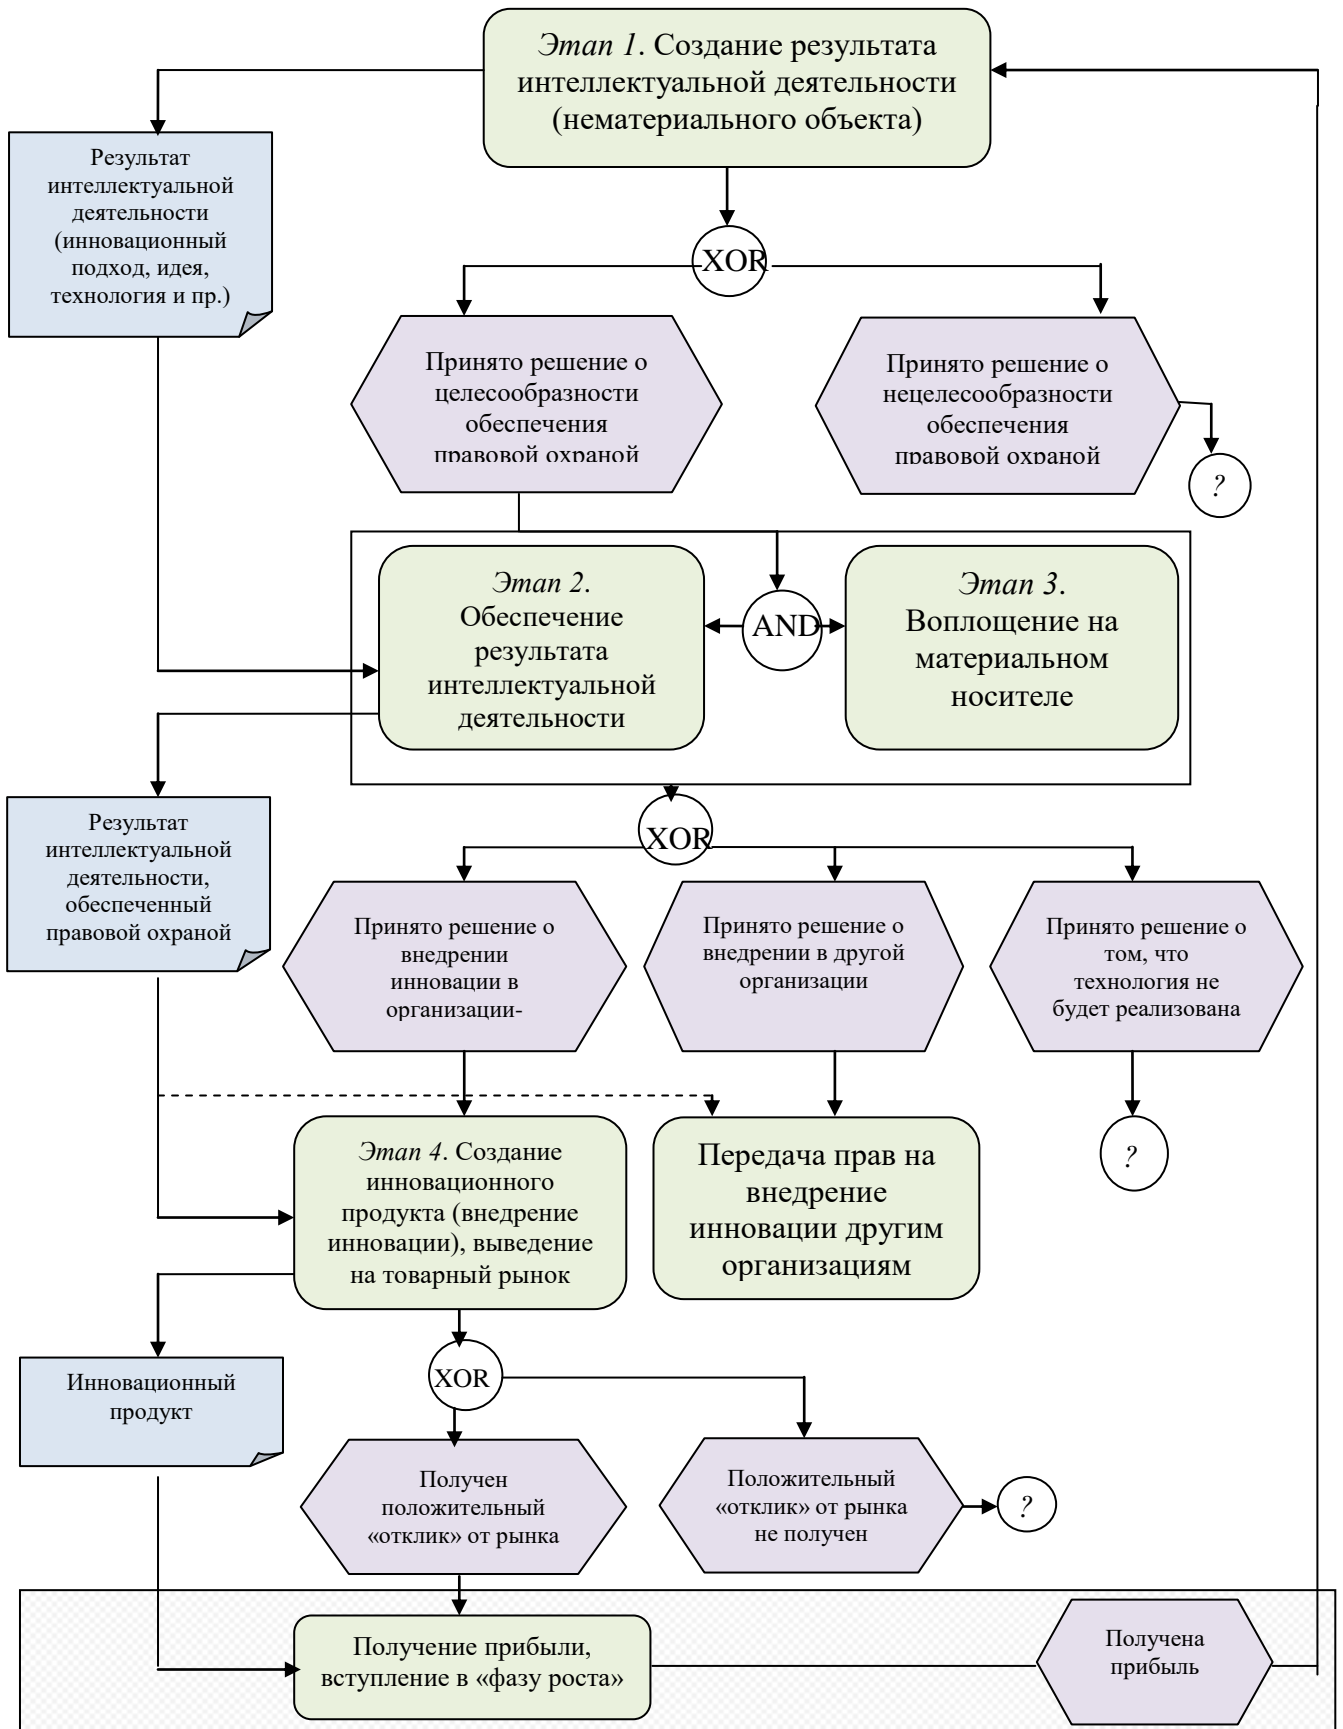 Этап 1. Создание результата
интеллектуальной деятельности
(нематериального объекта)
Результат
интеллектуальной
деятельности
(инновационный
подход, идея,
технология и пр.)
XOR
Принято решение о
целесообразности
обеспечения
правовой охраной
Принято решение о
нецелесообразности
обеспечения
правовой охраной
?
Этап 2.
Обеспечение
результата
интеллектуальной
деятельности
AND
Этап 3.
Воплощение на
материальном
носителе
XOR
Результат
интеллектуальной
деятельности,
обеспеченный
правовой охраной
Принято решение о
внедрении
инновации в
организации-
Принято решение о
внедрении в другой
организации
Принято решение о
том, что
технология не
будет реализована
Этап 4. Создание
инновационного
продукта (внедрение
инновации), выведение
на товарный рынок
Передача прав на
внедрение
инновации другим
организациям
?
XOR
Инновационный
продукт
Получен
положительный
«отклик» от рынка
Положительный
«отклик» от рынка
не получен
?
Получение прибыли,
вступление в «фазу роста»
Получена
прибыль